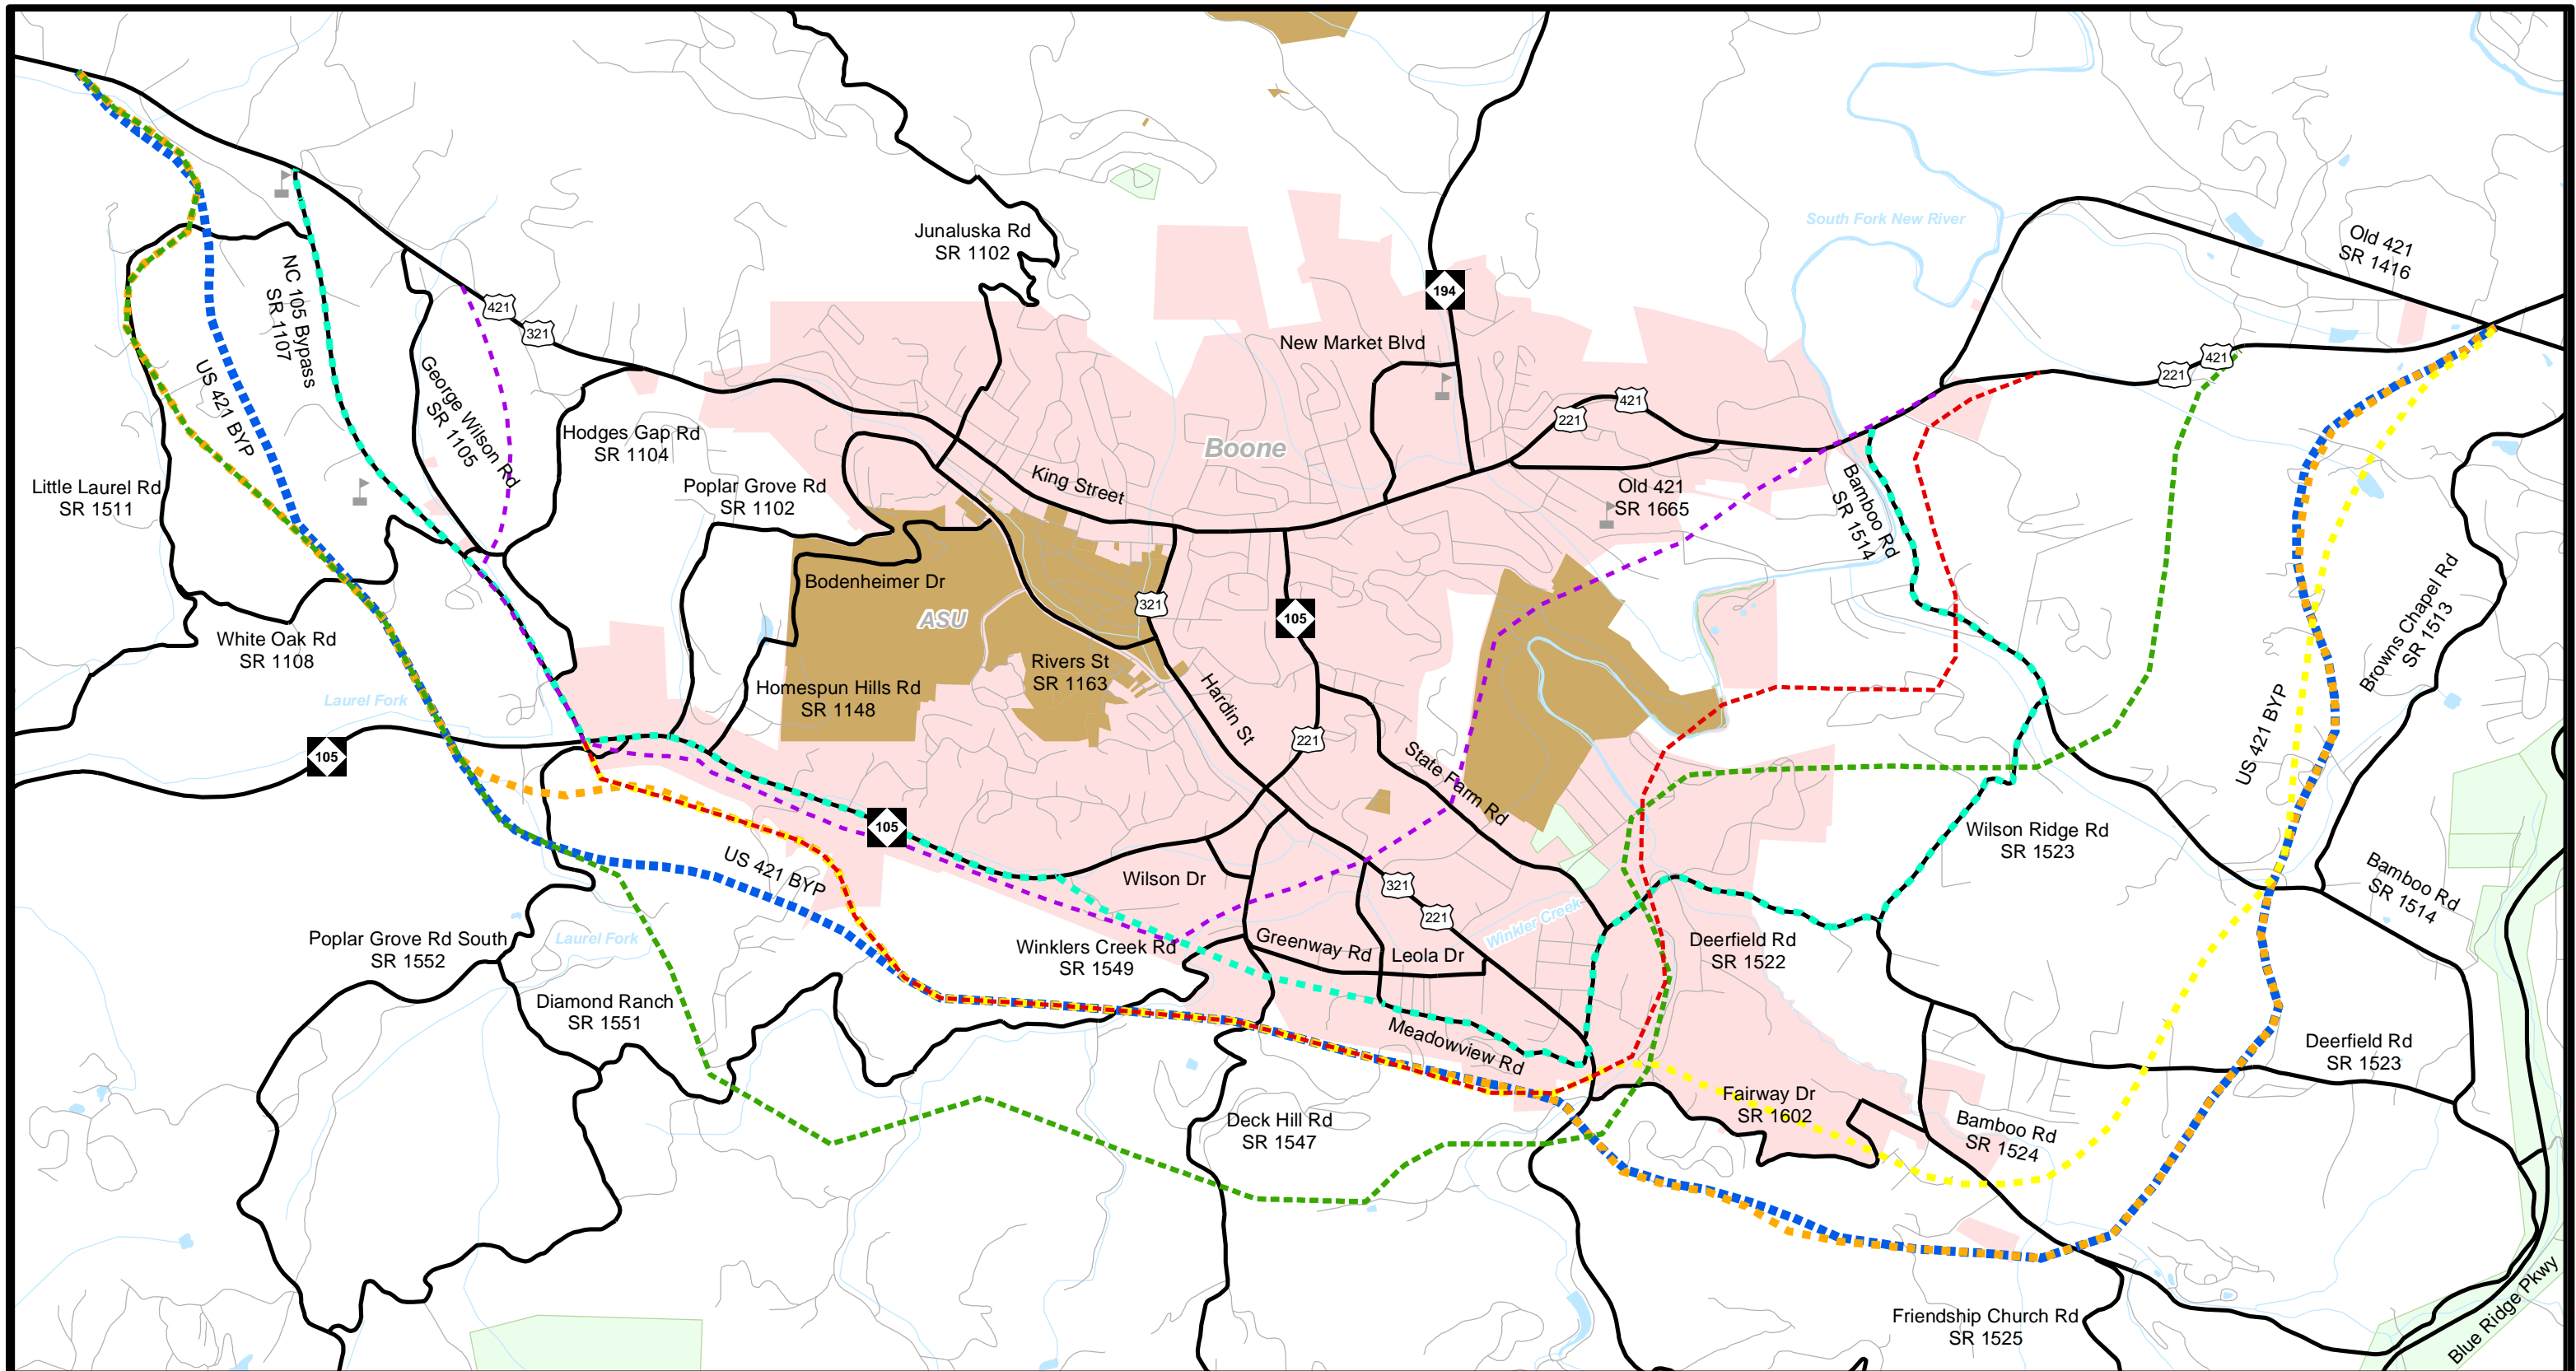 South Fork New River
Old 421
SR 1416
Junaluska Rd
SR 1102
194
NC 105 Bypass
SR 1107
421
321
New Market Blvd
US 421 BYP
George Wilson Rd
SR 1105
421
221
421
221
Hodges Gap Rd
SR 1104
Boone
King Street
Little Laurel Rd
SR 1511
Poplar Grove Rd
SR 1102
Old 421
SR 1665
Bamboo Rd
SR 1514
Bodenheimer Dr
ASU
321
105
Browns Chapel Rd
SR 1513
White Oak Rd
SR 1108
Rivers St
SR 1163
Homespun Hills Rd
SR 1148
Laurel Fork
Hardin St
US 421 BYP
105
221
State Farm Rd
105
Wilson Ridge Rd
SR 1523
US 421 BYP
Wilson Dr
321
221
Bamboo Rd
SR 1514
Winkler Creek
Poplar Grove Rd South
SR 1552
Laurel Fork
Winklers Creek Rd
SR 1549
Greenway Rd
Leola Dr
Deerfield Rd
SR 1522
Diamond Ranch
SR 1551
Meadowview Rd
Deerfield Rd
SR 1523
Deck Hill Rd
SR 1547
Fairway Dr
SR 1602
Bamboo Rd
SR 1524
Friendship Church Rd
SR 1525
Blue Ridge Pkwy